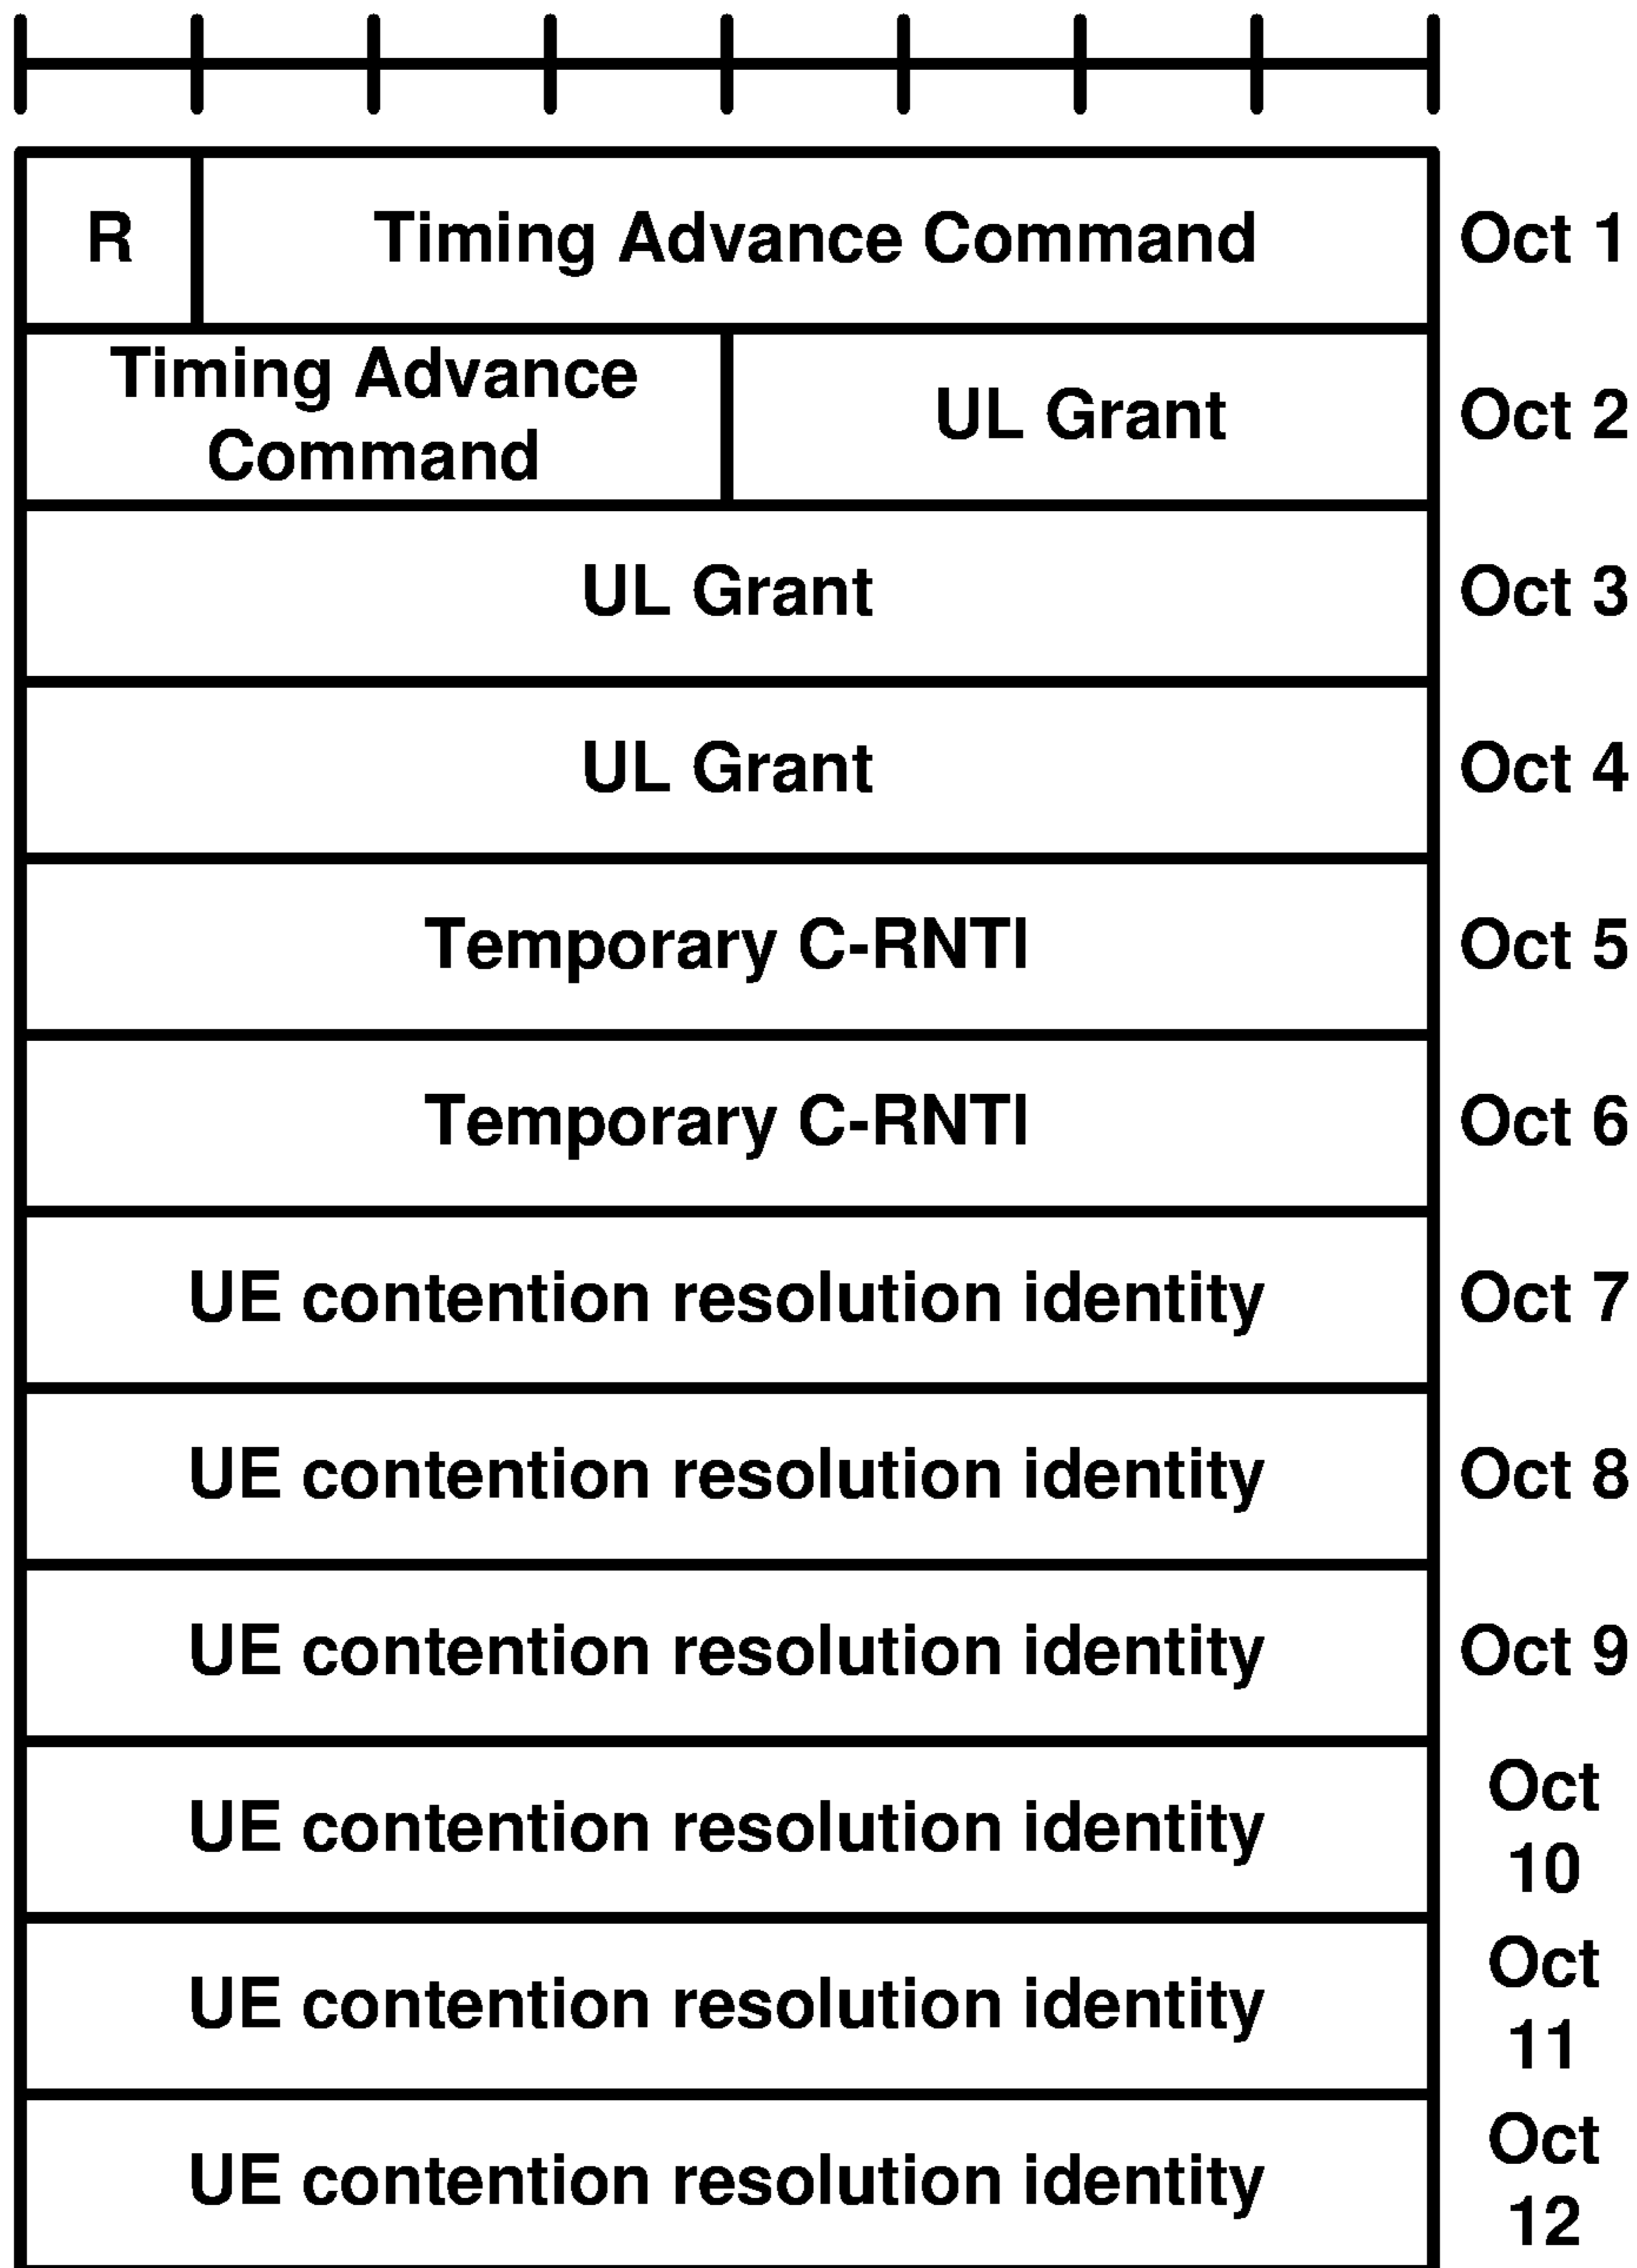 R Timing Advance Command Oct 1
Timing Advance
Command
UL Grant Oct 2
UL Grant Oct 3
UL Grant Oct 4
Temporary C-RNTI Oct 5
Temporary C-RNTI Oct 6
UE contention resolution identity Oct 7
UE contention resolution identity Oct 8
UE contention resolution identity Oct 9
UE contention resolution identity Oct
10
UE contention resolution identity Oct
11
UE contention resolution identity Oct
12